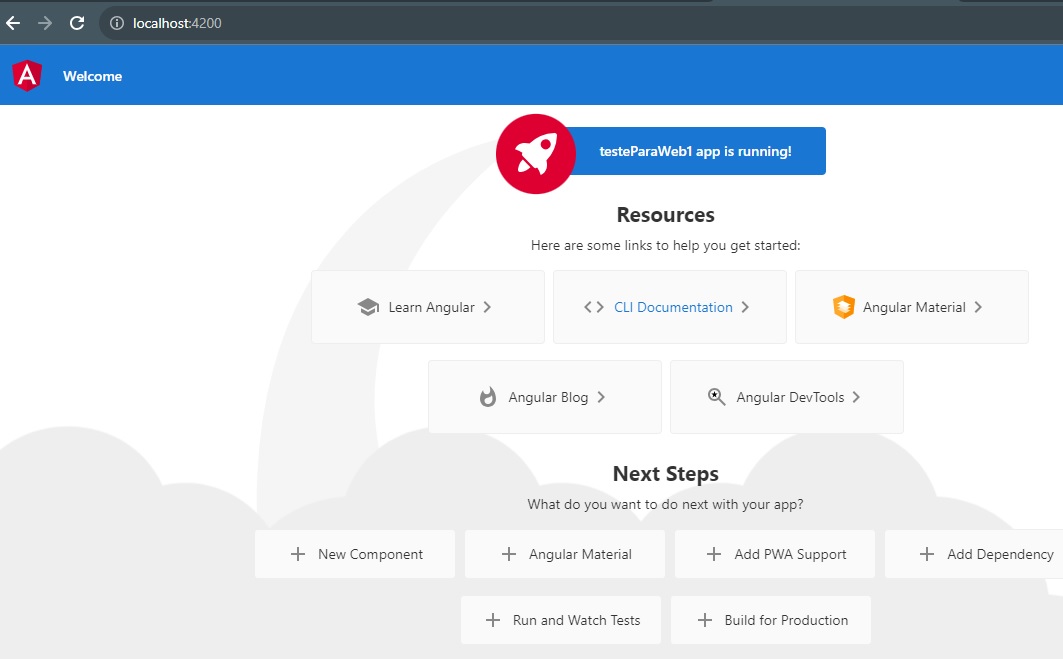 localhost:4200
Welcome
testeParaWeb1 app is running!
Resources
Here are some links to help you get started:
Learn Angular
CLI Documentation
Angular Material
Angular Blog
Angular DevTools
Next Steps
What do you want to do next with your app?
New Component
Angular Material
Add PWA Support
Add Dependency
Run and Watch Tests
Build for Production